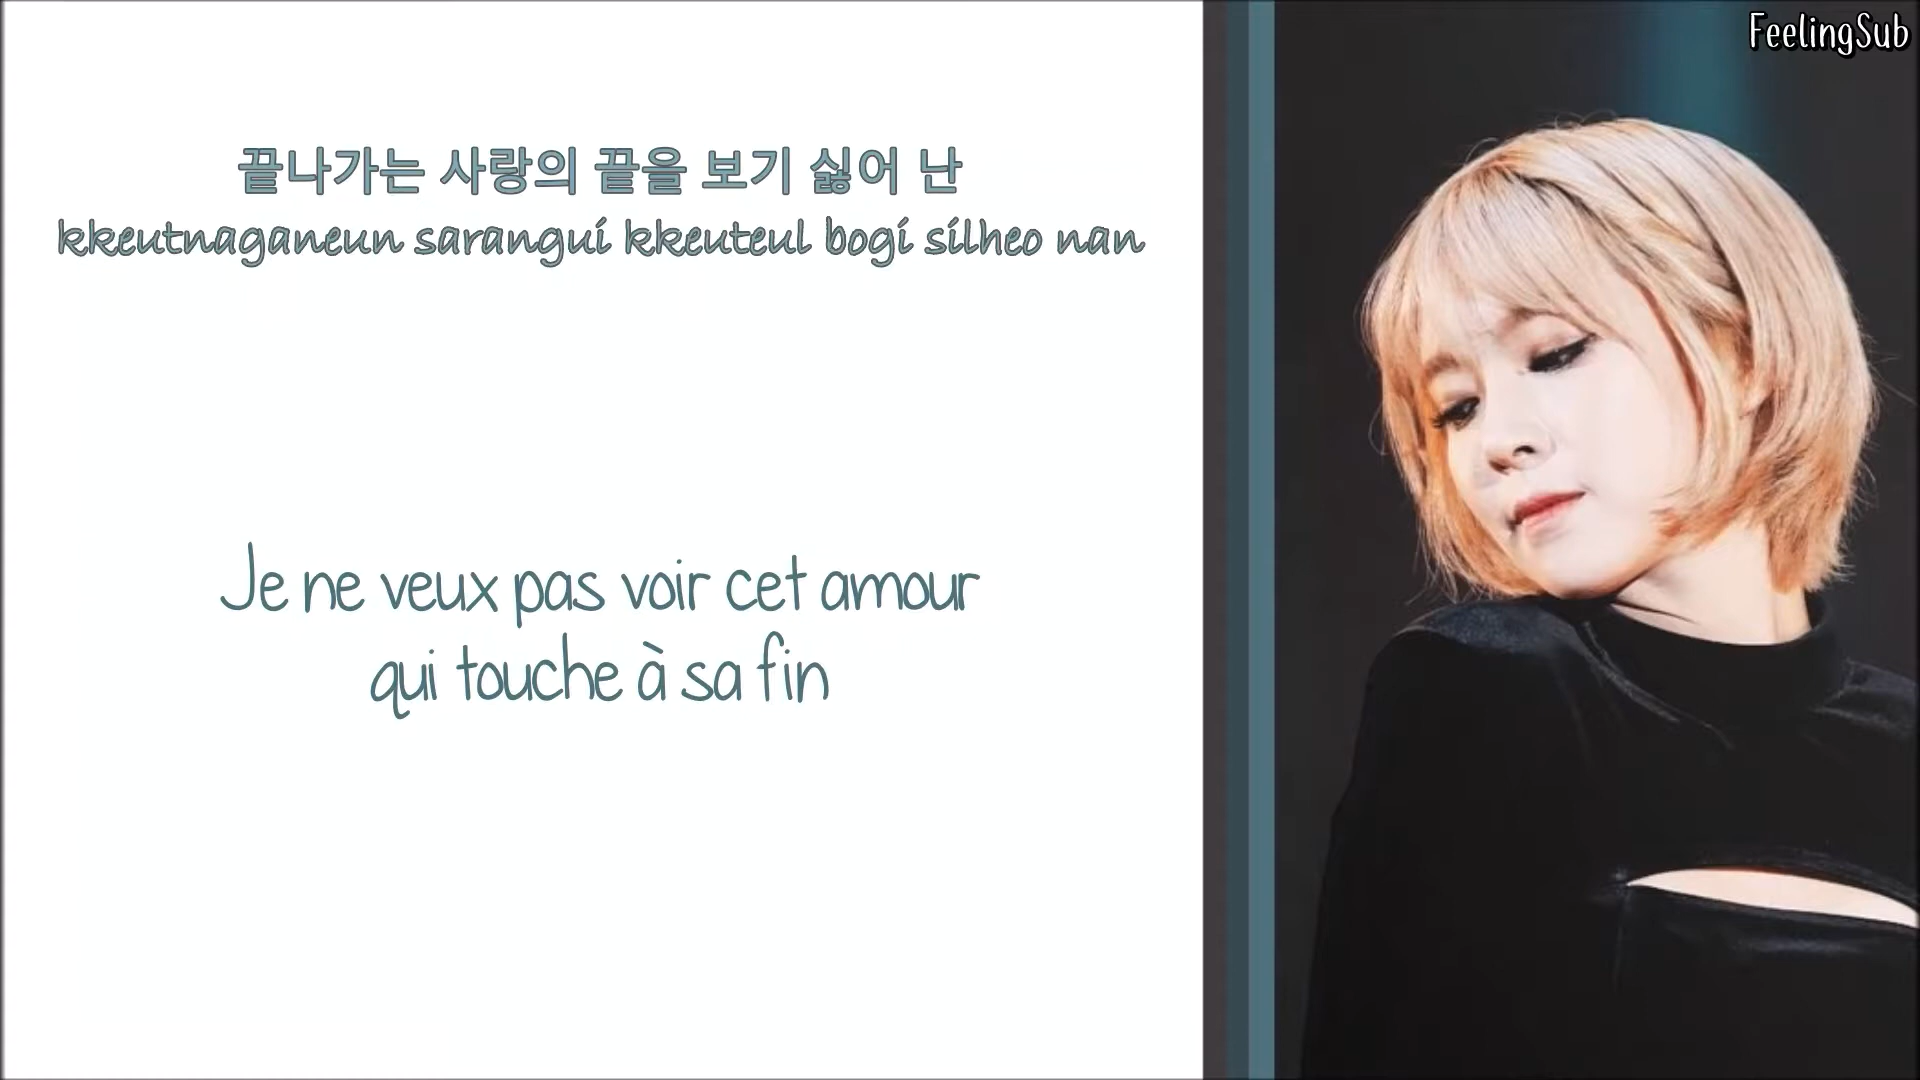 FeelingSub
끝나가는 사랑의 끝을 보기 싫어 난
kkeutnaganeun sarangui kkeuteul bogi silheo nan
Je ne veux pas voir cet amour
qui touche à sa fin